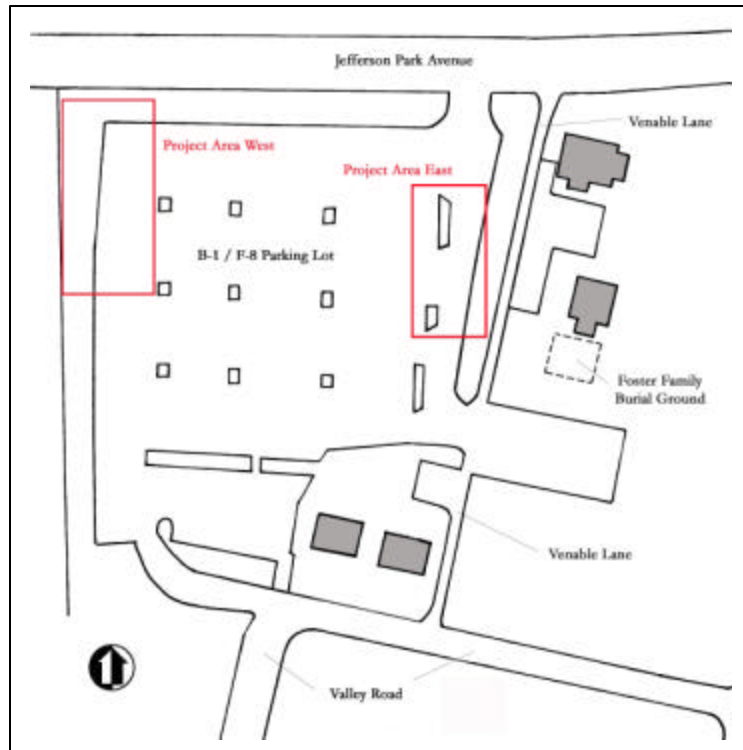 Jefferson Park Avenue
Venable Lane
Project Area West
Project Area East
B-1 / F-8 Parking Lot
Foster Family
Burial Ground
Venable Lane
Valley Road